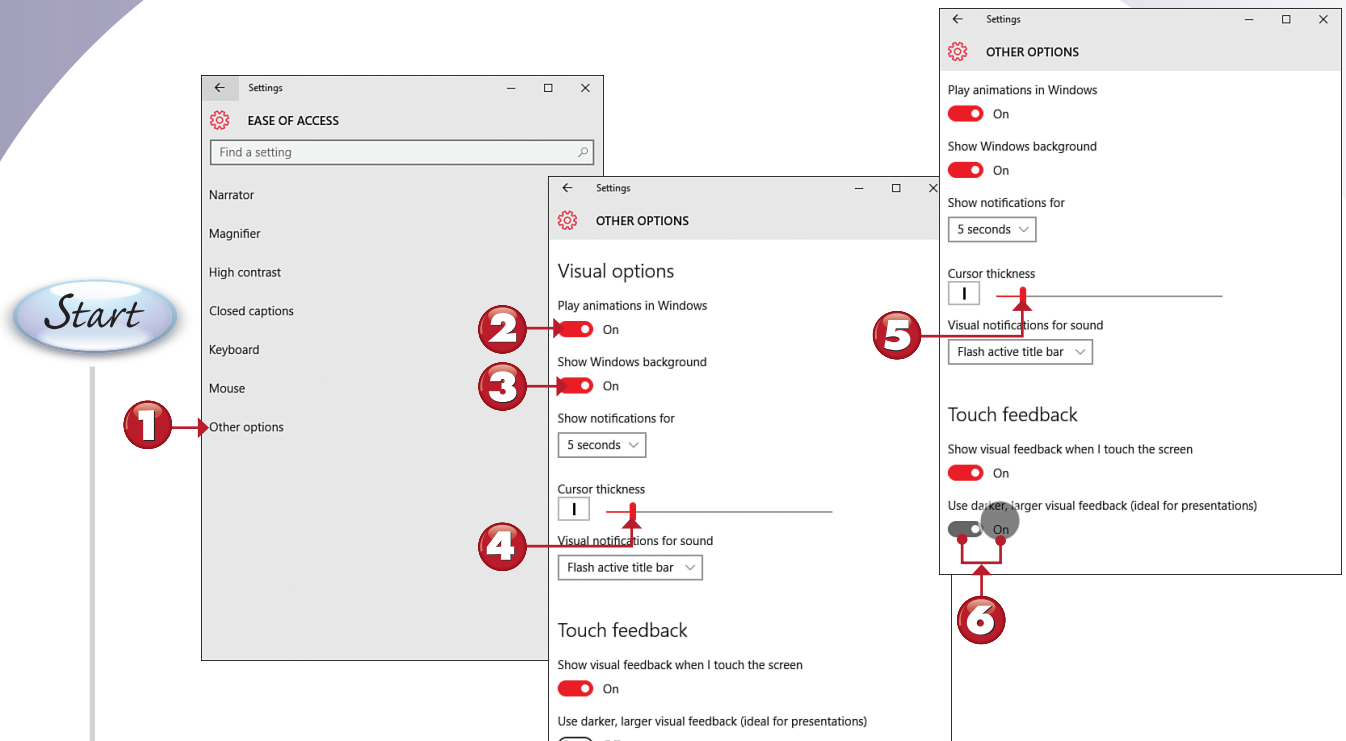 Start
1
Settings
EASE OF ACCESS
Find a setting
Narrator
Magnifier
High contrast
Closed captions
Keyboard
Mouse
Other options
2
3
4
Settings
OTHER OPTIONS
Visual options
Play animations in Windows
On
Show Windows background
On
Show notifications for
5 seconds
Cursor thickness
Visual notifications for sound
Flash active title bar
Touch feedback
Show visual feedback when I touch the screen
On
Use darker, larger visual feedback (ideal for presentations)
5
6
Settings
OTHER OPTIONS
Play animations in Windows
On
Show Windows background
On
Show notifications for
5 seconds
Cursor thickness
Visual notifications for sound
Flash active title bar
Touch feedback
Show visual feedback when I touch the screen
On
Use darker, larger visual feedback (ideal for presentations)
On